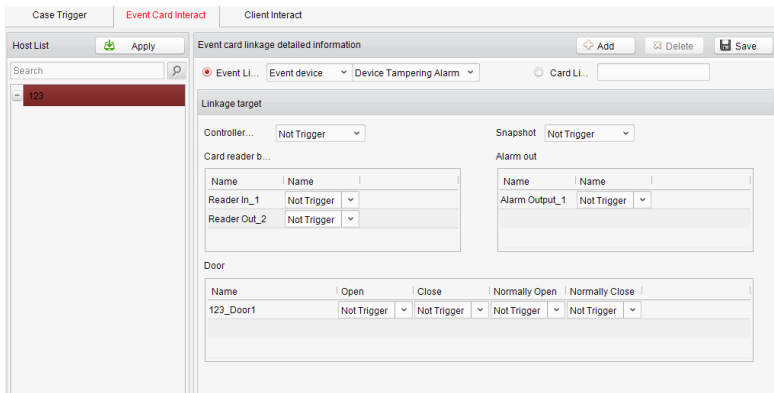 Case Trigger Event Card Interact Client Interact
Host List Apply Event card linkage detailed information Add Delete Save
Search Event Li... Event device Device Tampering Alarm Card Li...
123
Linkage target
Controller... Not Trigger Snapshot Not Trigger
Card reader b... Alarm out
Name Name Name Name
Reader In_1 Not Trigger Alarm Output_1 Not Trigger
Reader Out_2 Not Trigger
Door
Name Open Close Normally Open Normally Close
123_Door1 Not Trigger Not Trigger Not Trigger Not Trigger